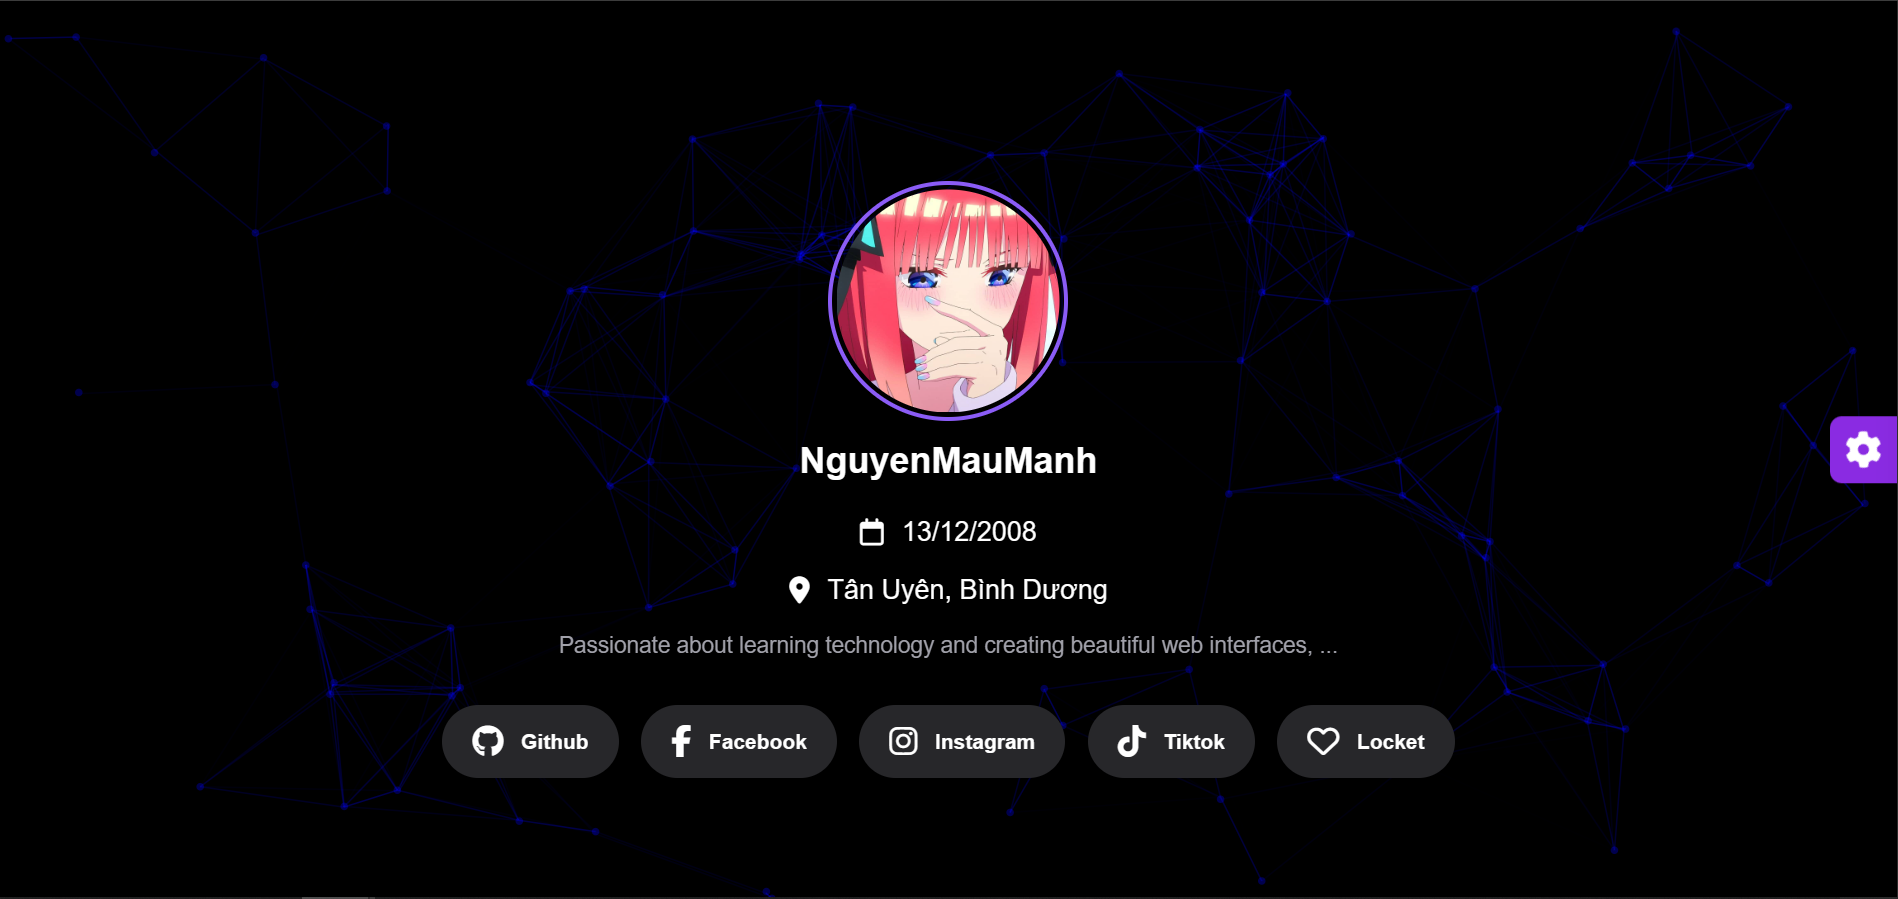 NguyenMauManh
13/12/2008
Tân Uyên, Bình Dương
Passionate about learning technology and creating beautiful web interfaces, ...
Github Facebook Instagram Tiktok Locket